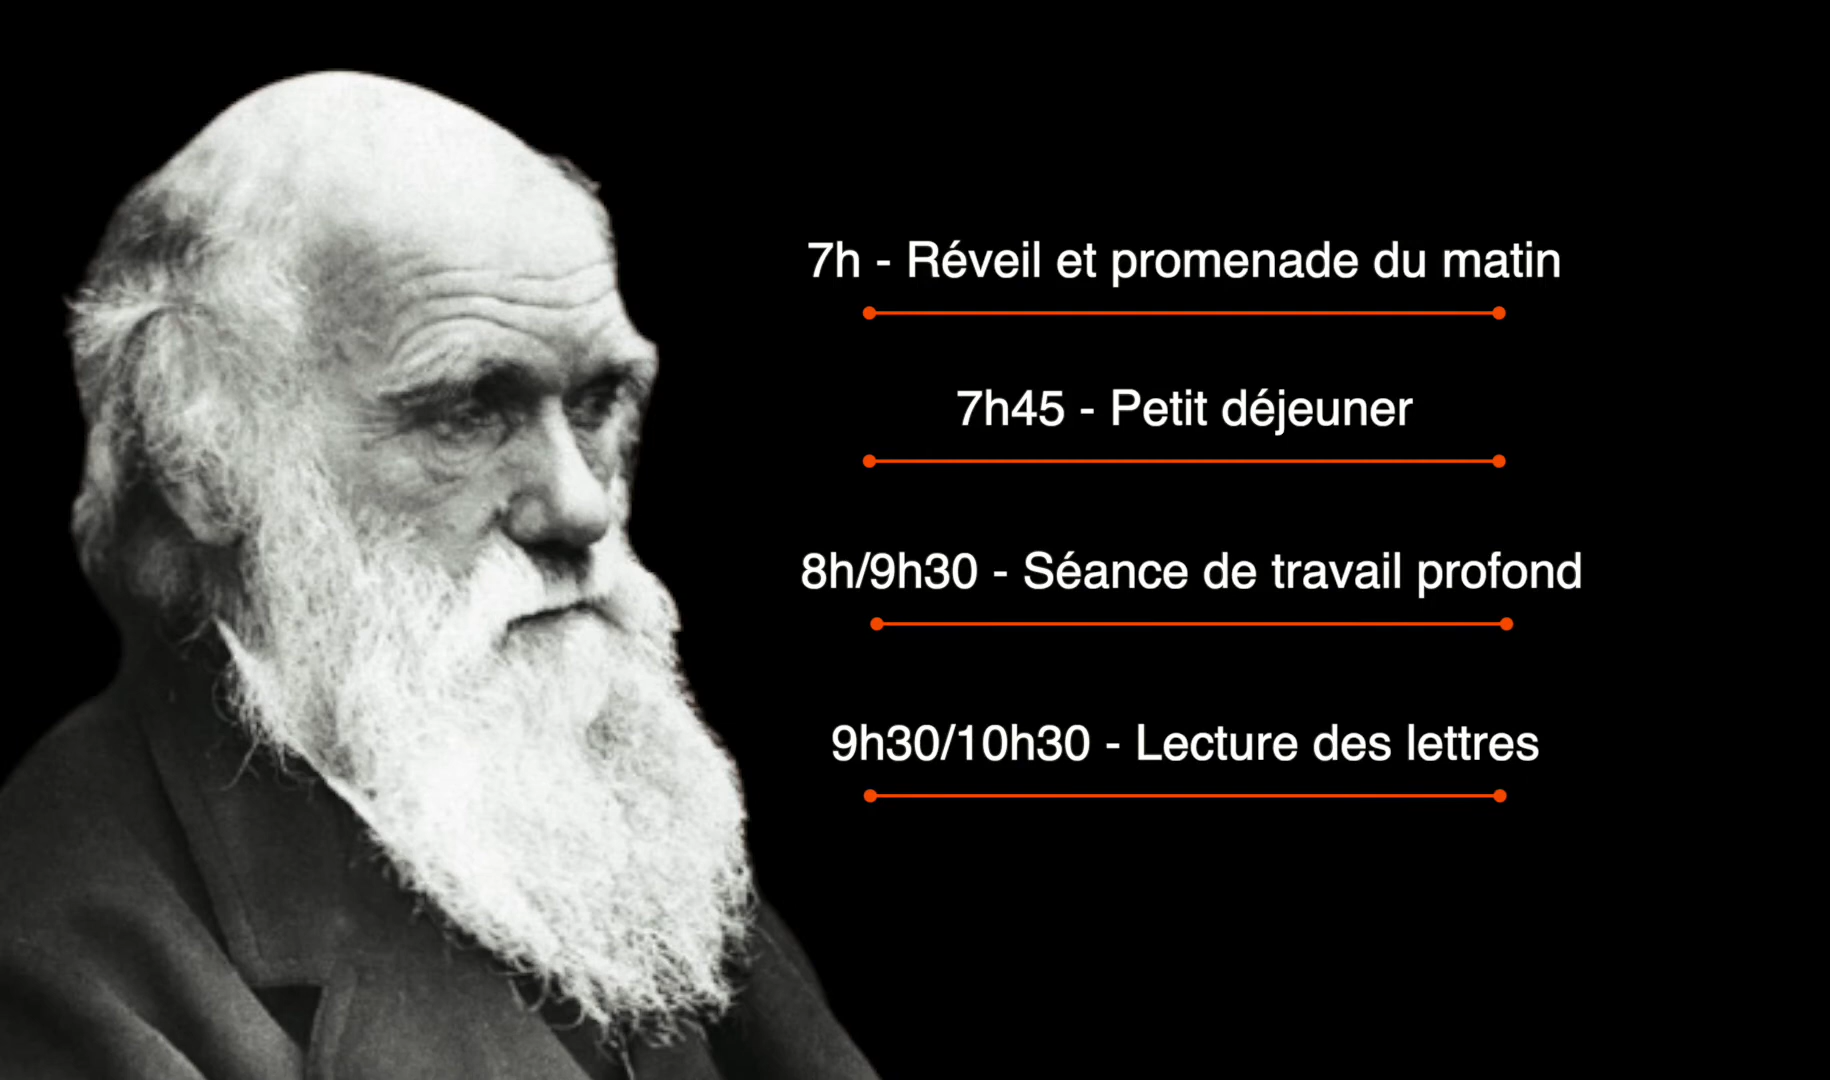 7h - Réveil et promenade du matin
7h45 - Petit déjeuner
8h/9h30 - Séance de travail profond
9h30/10h30 - Lecture des lettres